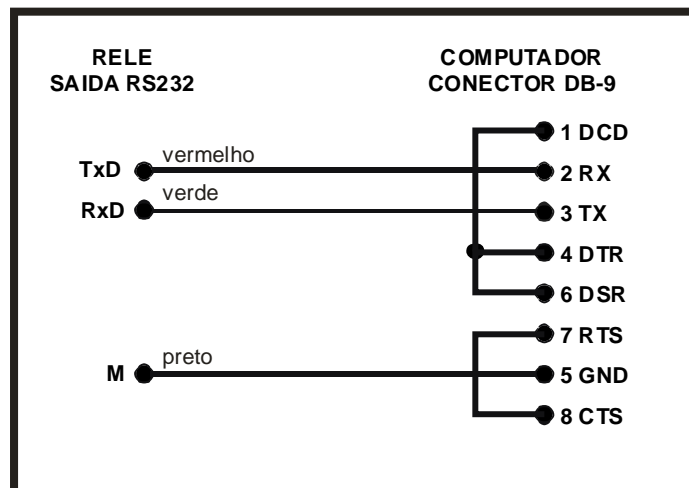 RELE
SAIDA RS232
COMPUTADOR
CONECTOR DB-9
1 DCD
TxD
vermelho
2 RX
RxD
verde
3 TX
4 DTR
6 DSR
7 RTS
M
preto
5 GND
8 CTS